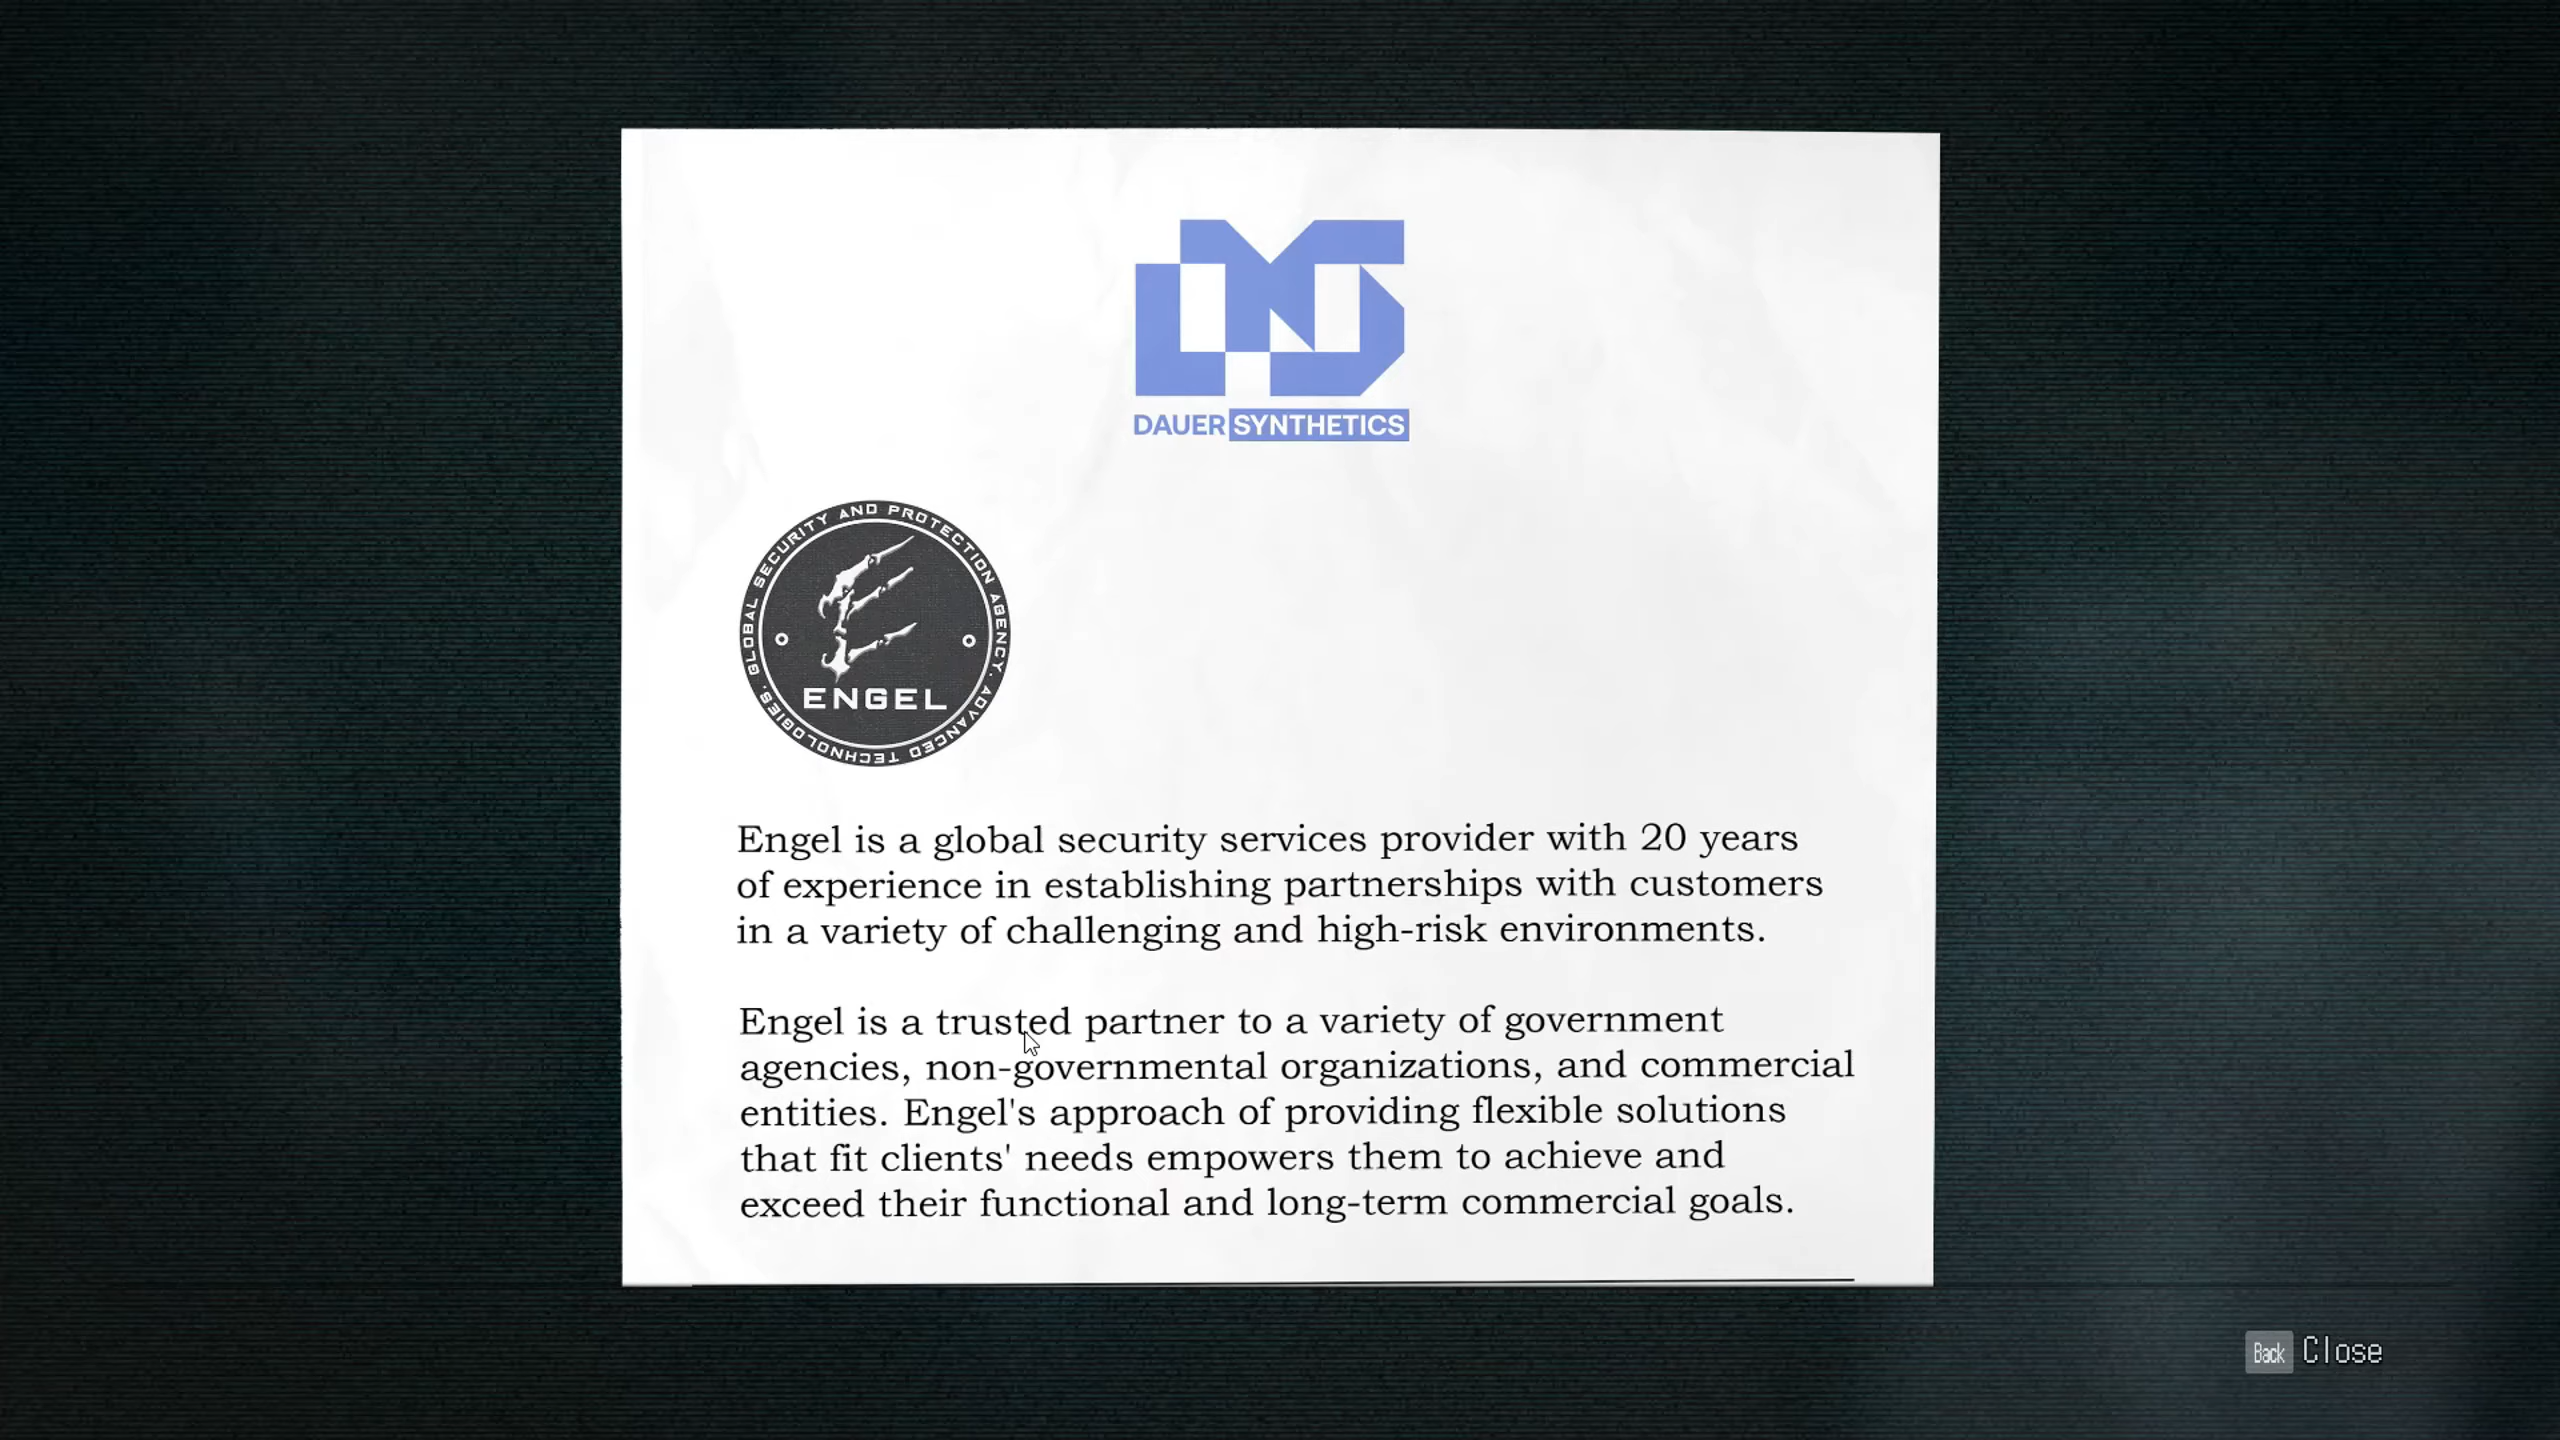 DAUER SYNTHETICS
GLOBAL SECURITY AND PROTECTION AGENCY. ADVANCED TECHNOLOGIES.
ENGEL
Engel is a global security services provider with 20 years
of experience in establishing partnerships with customers
in a variety of challenging and high-risk environments.
Engel is a trusted partner to a variety of government
agencies, non-governmental organizations, and commercial
entities. Engel's approach of providing flexible solutions
that fit clients' needs empowers them to achieve and
exceed their functional and long-term commercial goals.
Back Close